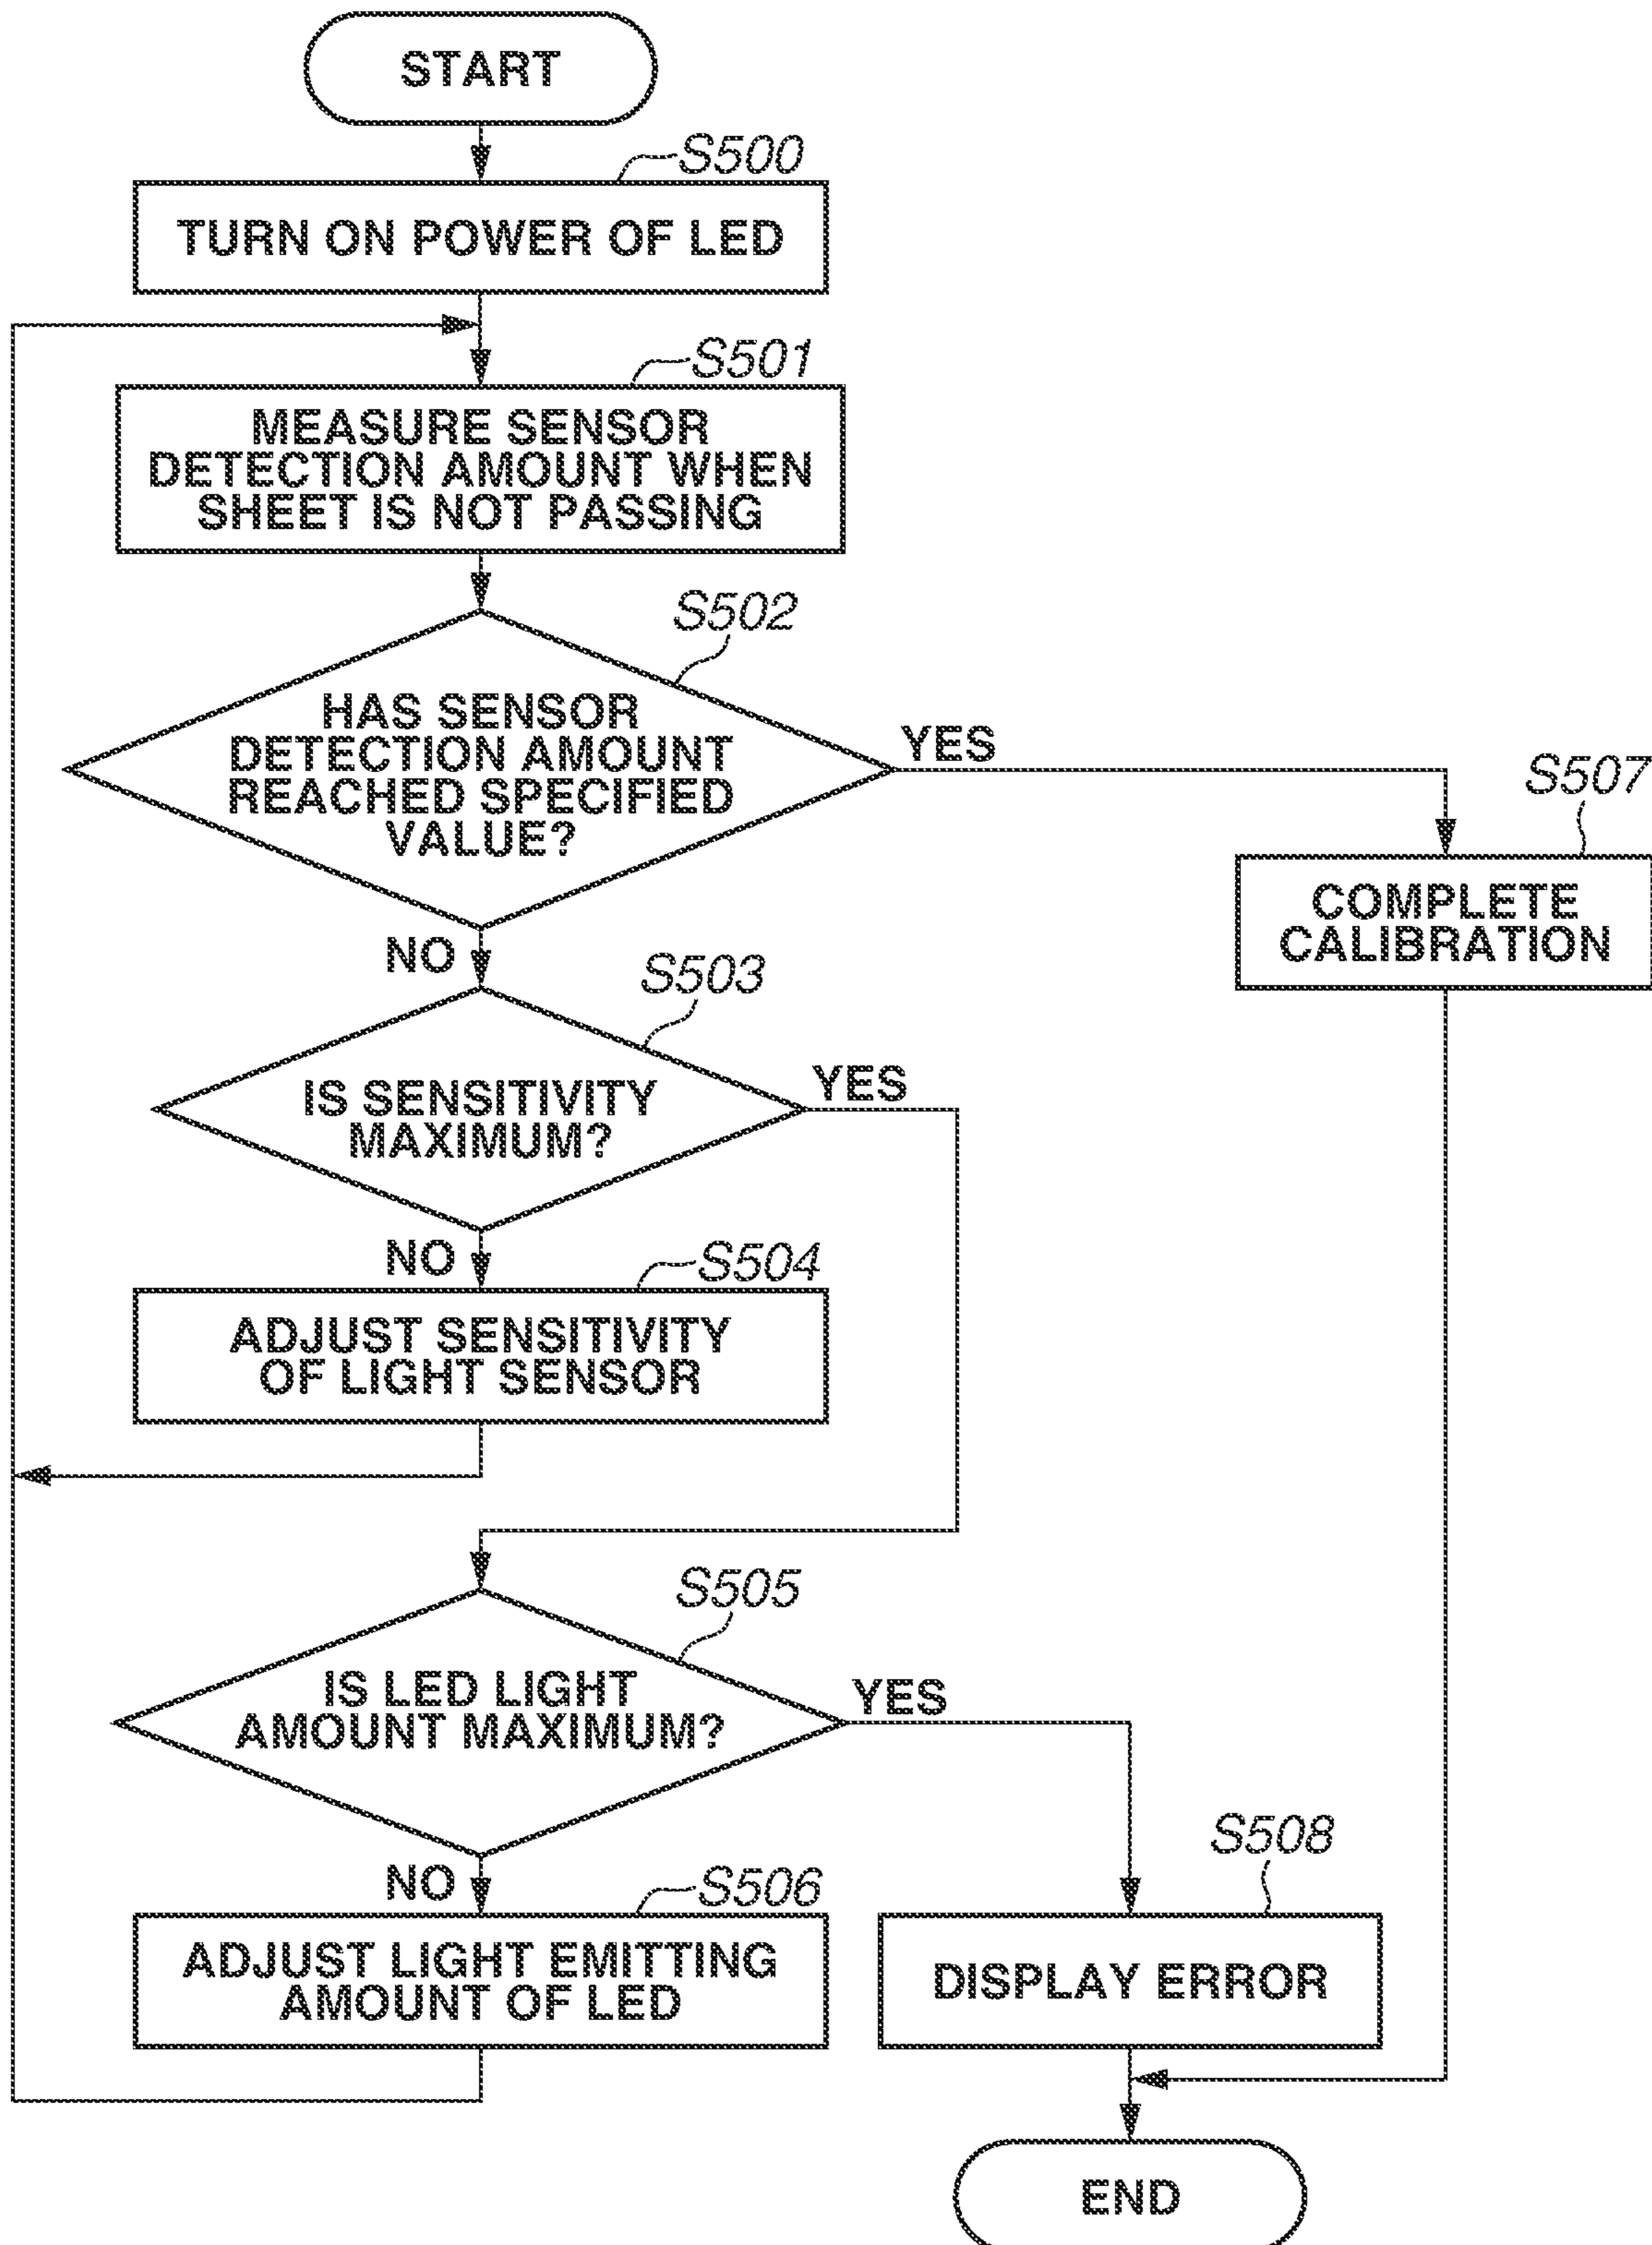 START
S500
TURN ON POWER OF LED
S501
MEASURE SENSOR
DETECTION AMOUNT WHEN
SHEET IS NOT PASSING
S502
HAS SENSOR
DETECTION AMOUNT
REACHED SPECIFIED
VALUE?
YES
S507
COMPLETE
CALIBRATION
NO
S503
IS SENSITIVITY
MAXIMUM?
YES
NO
S504
ADJUST SENSITIVITY
OF LIGHT SENSOR
S505
IS LED LIGHT
AMOUNT MAXIMUM?
YES
NO
S506
ADJUST LIGHT EMITTING
AMOUNT OF LED
S508
DISPLAY ERROR
END